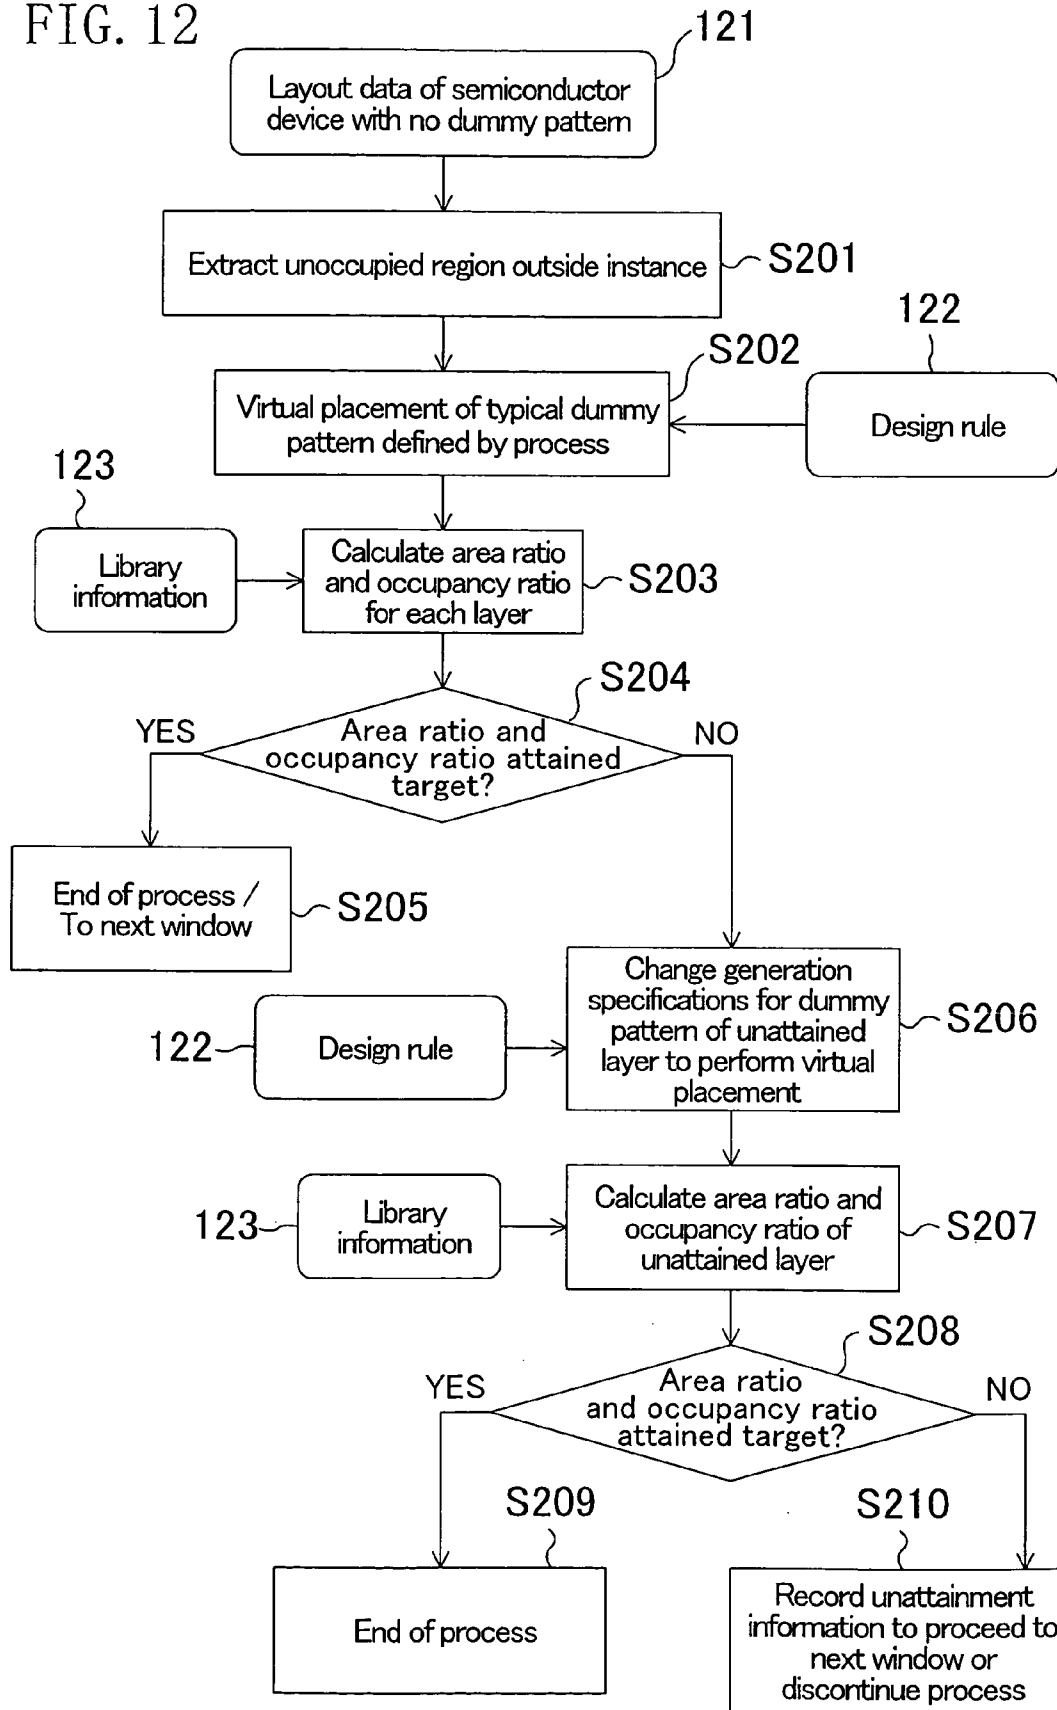 FIG. 12
121
Layout data of semiconductor
device with no dummy pattern
Extract unoccupied region outside instance
S201
122
S202
Virtual placement of typical dummy
pattern defined by process
Design rule
123
Library
information
Calculate area ratio
and occupancy ratio
for each layer
S203
S204
YES
Area ratio and
occupancy ratio attained
target?
NO
End of process /
To next window
S205
Change generation
specifications for dummy
pattern of unattained
layer to perform virtual
placement
S206
122
Design rule
123
Library
information
Calculate area ratio and
occupancy ratio of
unattained layer
S207
S208
YES
Area ratio
and occupancy ratio
attained target?
NO
S209
S210
End of process
Record unattainment
information to proceed to
next window or
discontinue process